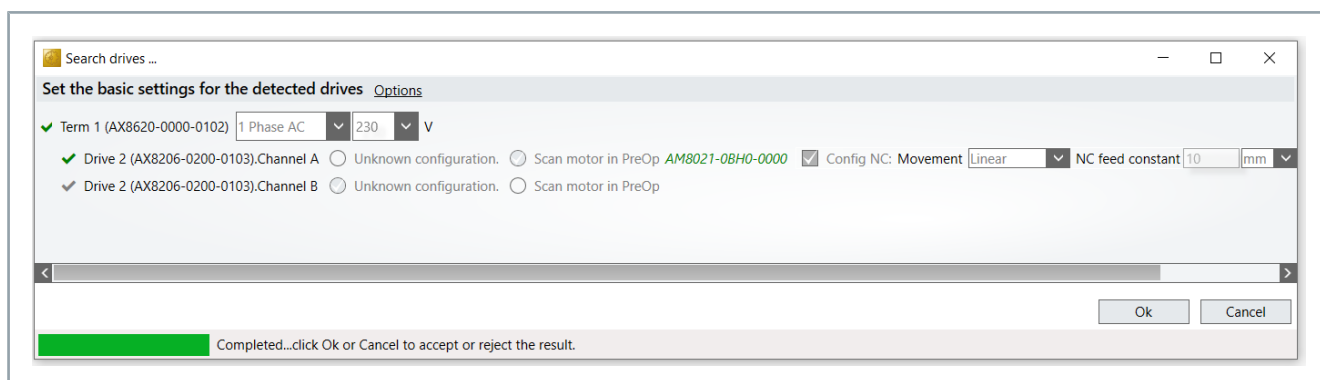 Search drives ...
Set the basic settings for the detected drives Options
Term 1 (AX8620-0000-0102) 1 Phase AC 230 V
Drive 2 (AX8206-0200-0103).Channel A Unknown configuration. Scan motor in PreOp AM8021-0BH0-0000 Config NC: Movement Linear NC feed constant 10 mm
Drive 2 (AX8206-0200-0103).Channel B Unknown configuration. Scan motor in PreOp
Ok Cancel
Completed...click Ok or Cancel to accept or reject the result.